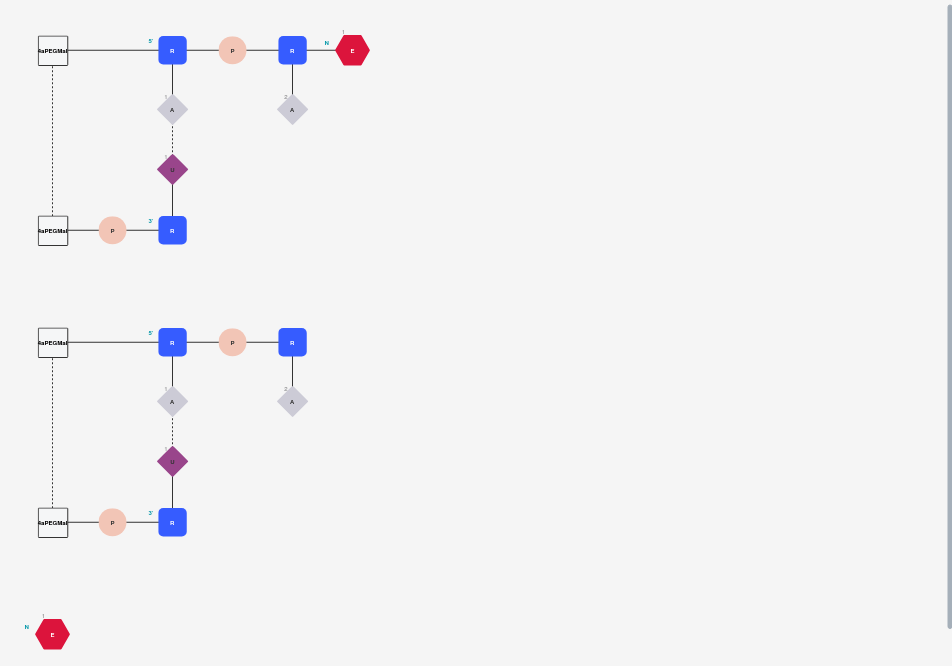 4aPEGMal 5' R P R N 1 E
1 A 2 A
1 U
4aPEGMal P 3' R
4aPEGMal 5' R P R
1 A 2 A
1 U
4aPEGMal P 3' R
N 1 E